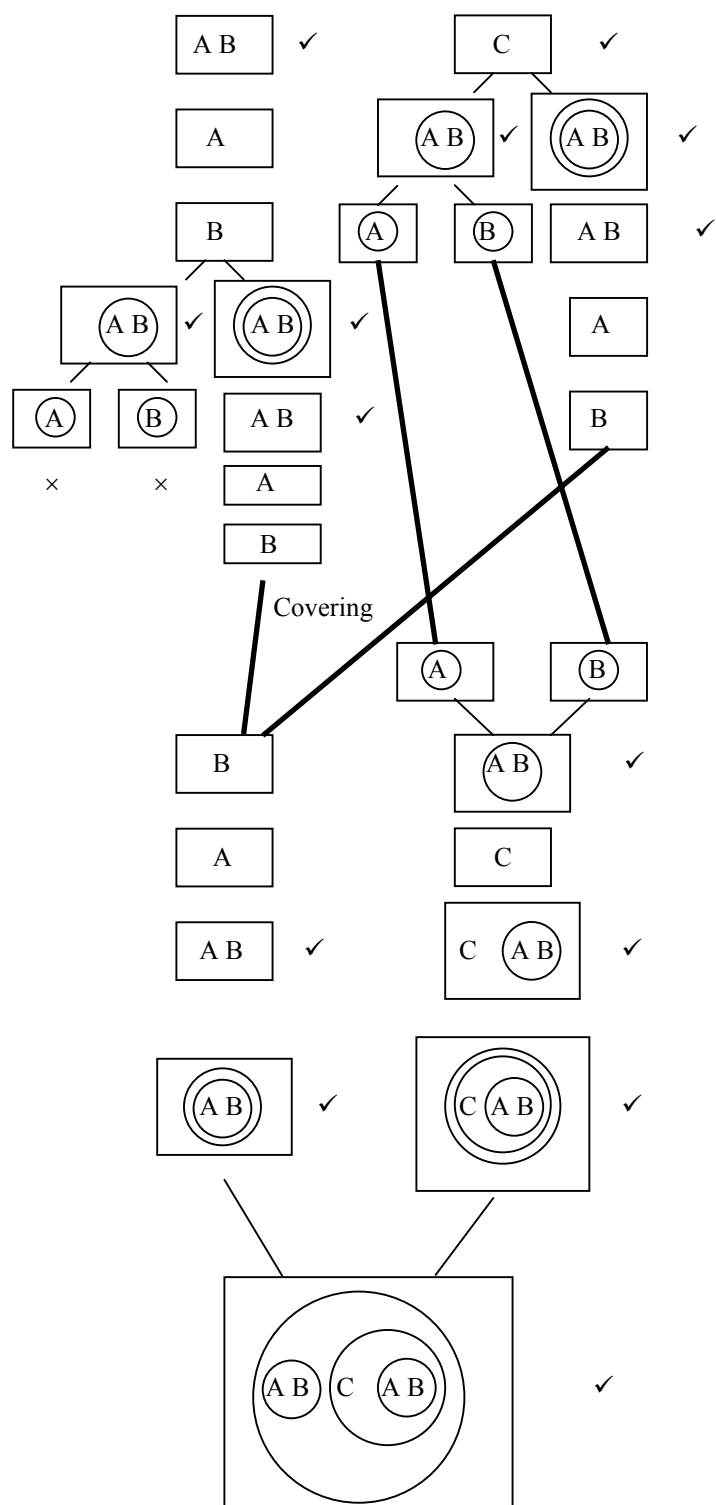 A B ✓ C ✓
A A B ✓ A B ✓
B A B A B ✓
A B ✓ A B ✓ A
A B A B ✓ B
× × A
B
Covering
A B
B A B ✓
A C
A B ✓ C A B ✓
A B ✓ C A B ✓
A B C A B ✓